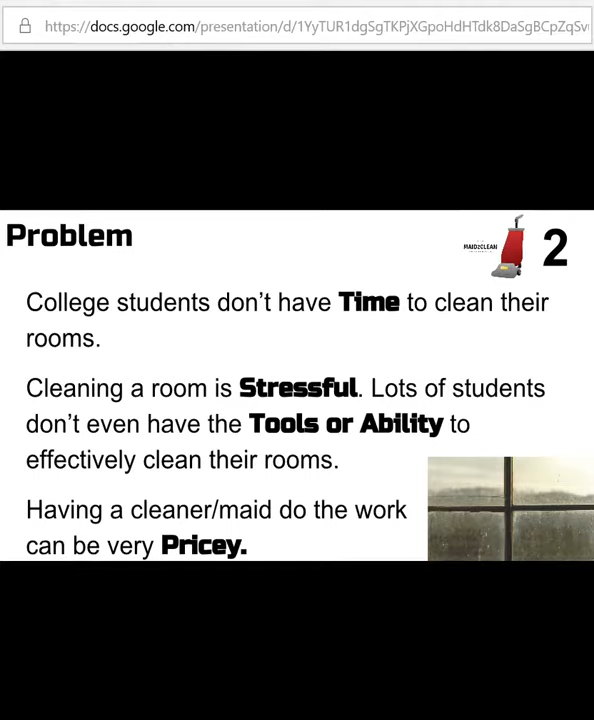 https://docs.google.com/presentation/d/1YyTUR1dgSgTKPjXGpoHdHTdk8DaSgBCpZqSv
Problem
MAID2CLEAN
2
College students don't have Time to clean their
rooms.
Cleaning a room is Stressful. Lots of students
don't even have the Tools or Ability to
effectively clean their rooms.
Having a cleaner/maid do the work
can be very Pricey.